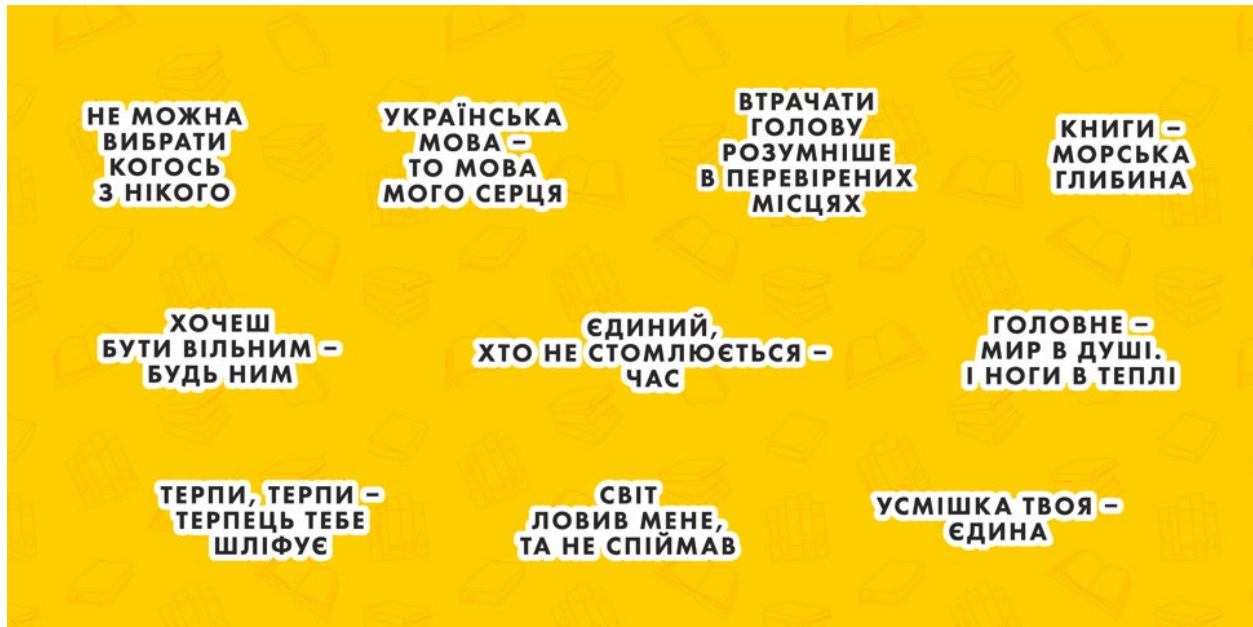 НЕ МОЖНА
ВИБРАТИ
КОГОСЬ
З НІКОГО
УКРАЇНСЬКА
МОВА –
ТО МОВА
МОГО СЕРЦЯ
ВТРАЧАТИ
ГОЛОВУ
РОЗУМНІШЕ
В ПЕРЕВІРЕНИХ
МІСЦЯХ
КНИГИ –
МОРСЬКА
ГЛИБИНА
ХОЧЕШ
БУТИ ВІЛЬНИМ –
БУДЬ НИМ
ЄДИНИЙ,
ХТО НЕ СТОМЛЮЄТЬСЯ –
ЧАС
ГОЛОВНЕ –
МИР В ДУШІ.
І НОГИ В ТЕПЛІ
ТЕРПИ, ТЕРПИ –
ТЕРПЕЦЬ ТЕБЕ
ШЛІФУЄ
СВІТ
ЛОВИВ МЕНЕ,
ТА НЕ СПІЙМАВ
УСМІШКА ТВОЯ –
ЄДИНА